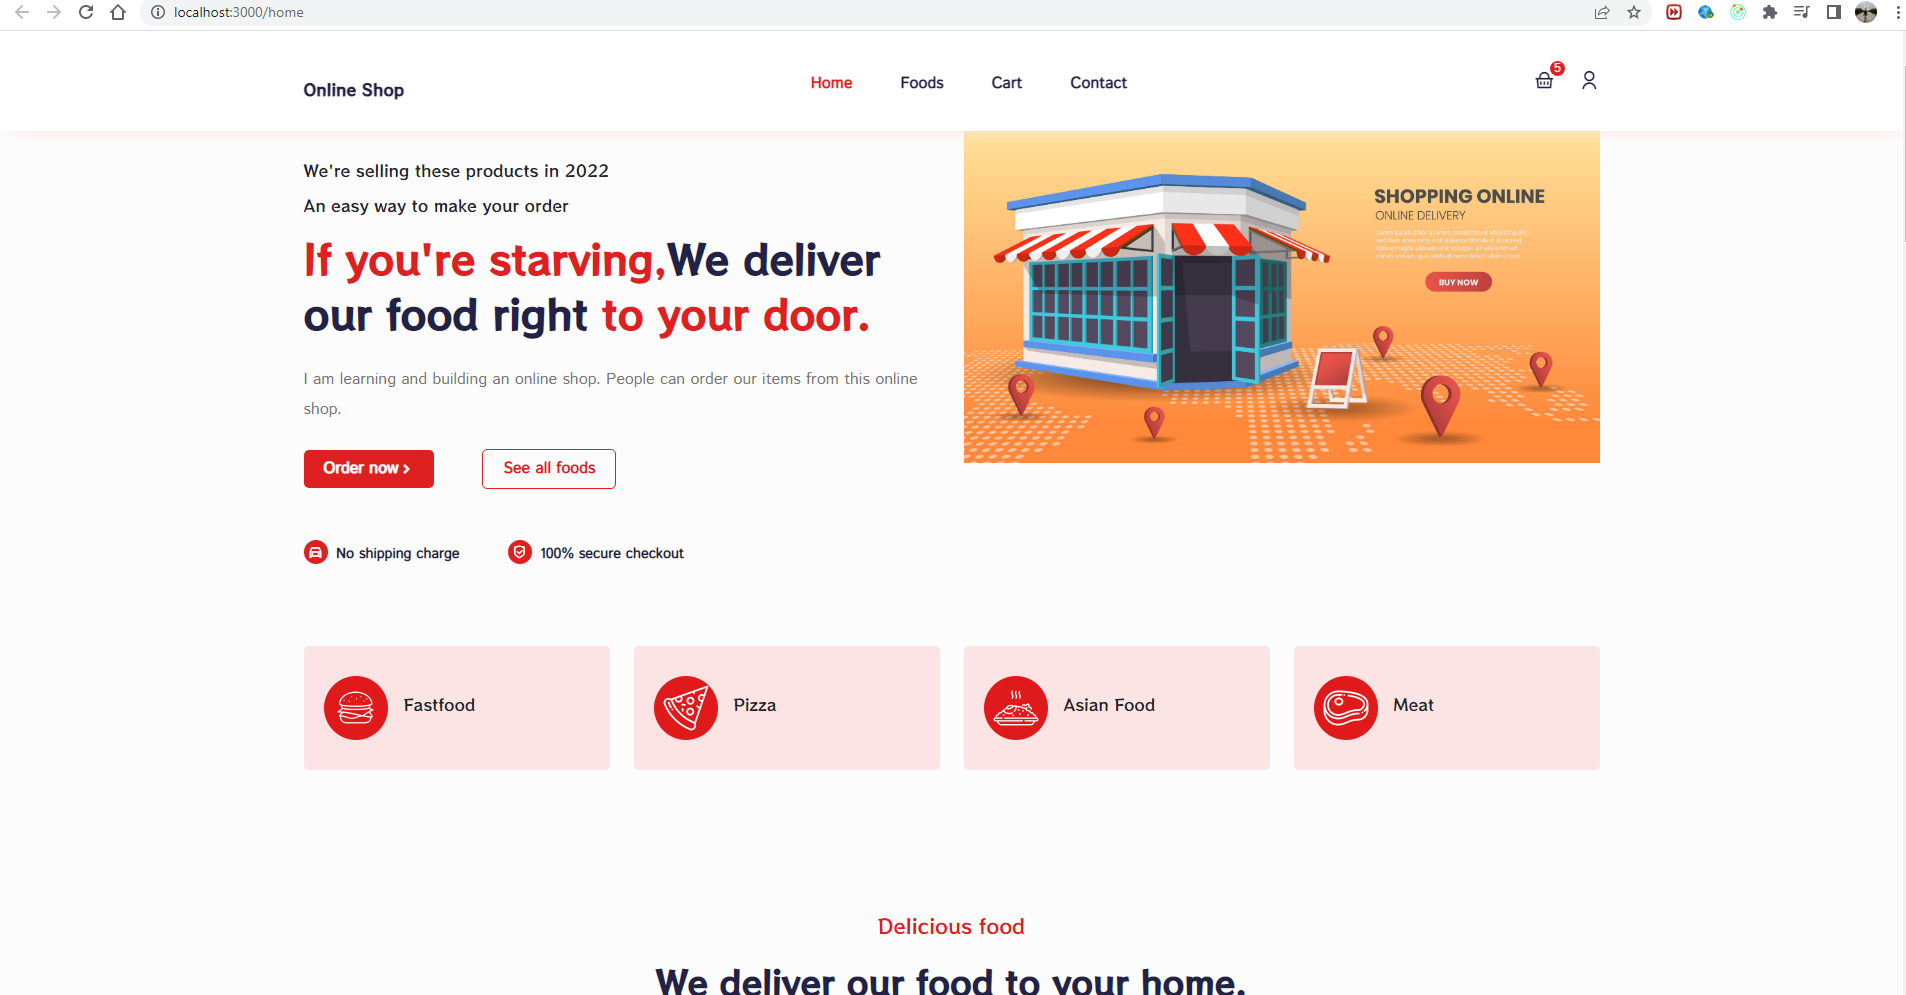 localhost:3000/home
Online Shop
Home Foods Cart Contact
5
We're selling these products in 2022
An easy way to make your order
If you're starving,We deliver
our food right to your door.
I am learning and building an online shop. People can order our items from this online
shop.
Order now
See all foods
No shipping charge
100% secure checkout
SHOPPING ONLINE
ONLINE DELIVERY
BUY NOW
Fastfood
Pizza
Asian Food
Meat
Delicious food
We deliver our food to your home.